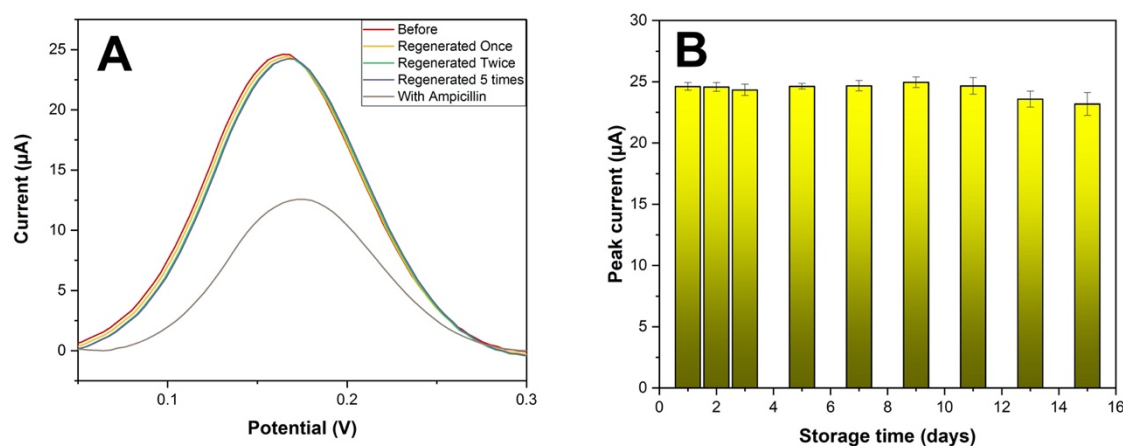 A
Before
Regenerated Once
Regenerated Twice
Regenerated 5 times
With Ampicillin
25
20
15
10
5
0
0.1
0.2
0.3
Current (µA)
Potential (V)
B
30
25
20
15
10
5
0
0
2
4
6
8
10
12
14
16
Peak current (µA)
Storage time (days)